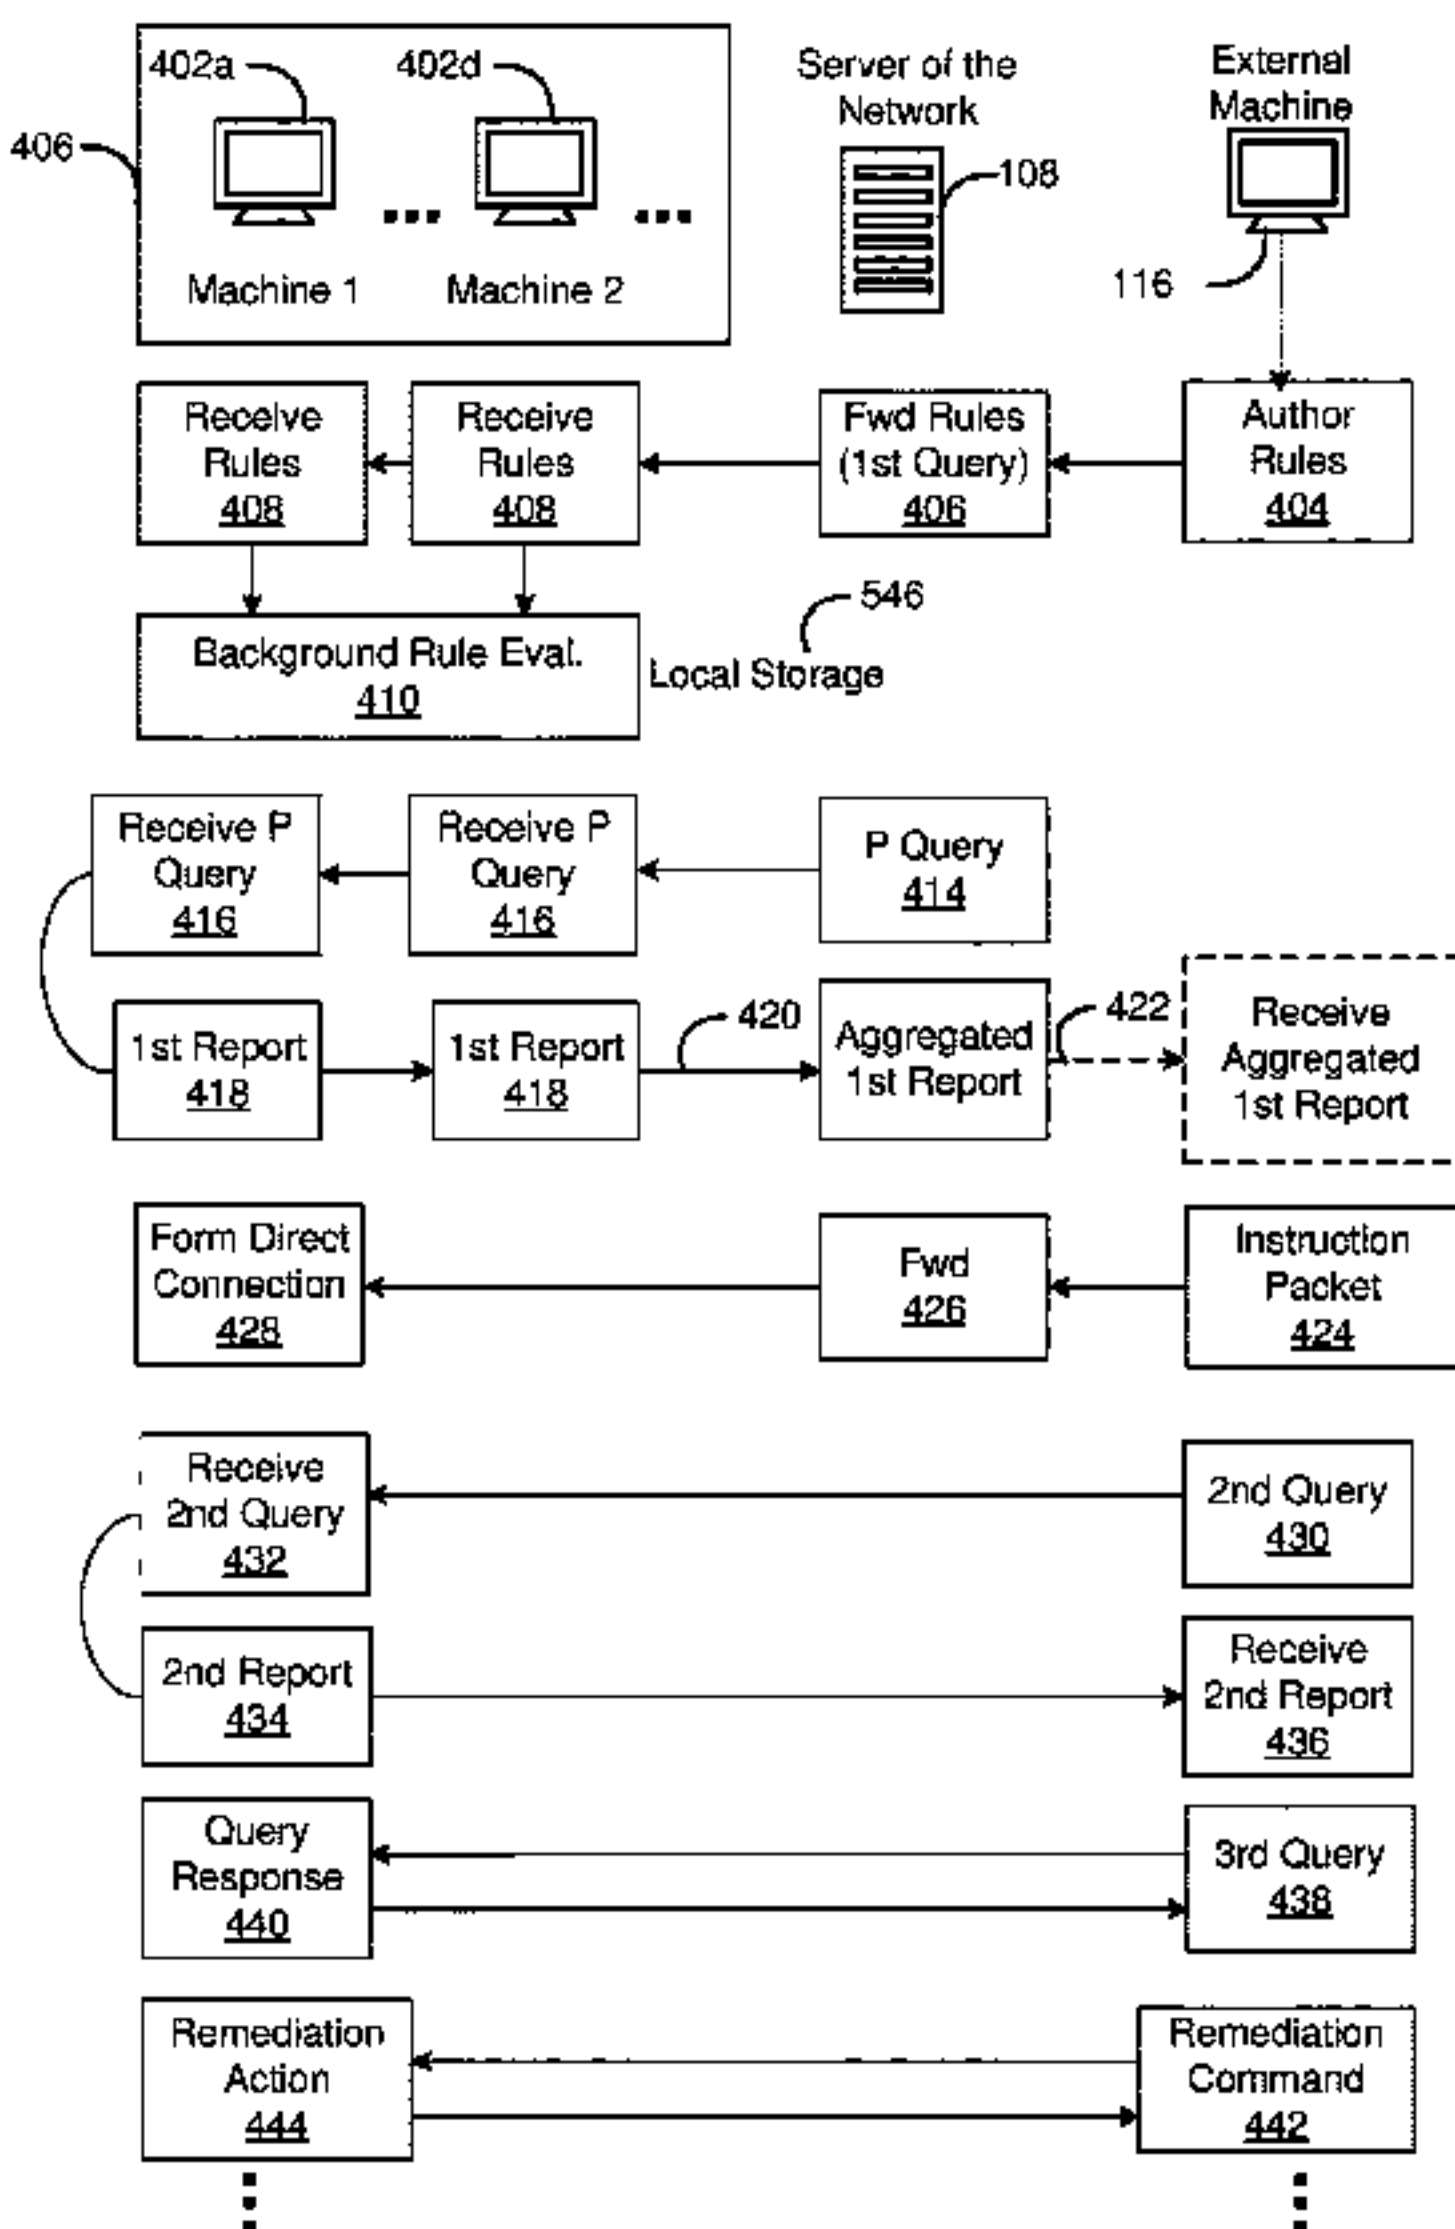 402a
402d
406
Machine 1
Machine 2
Server of the
Network
108
External
Machine
116
Receive
Rules
408
Receive
Rules
408
Fwd Rules
(1st Query)
406
Author
Rules
404
546
Background Rule Eval.
410
Local Storage
Receive P
Query
416
Receive P
Query
416
P Query
414
1st Report
418
1st Report
418
420
Aggregated
1st Report
422
Receive
Aggregated
1st Report
Form Direct
Connection
428
Fwd
426
Instruction
Packet
424
Receive
2nd Query
432
2nd Query
430
2nd Report
434
Receive
2nd Report
436
Query
Response
440
3rd Query
438
Remediation
Action
444
Remediation
Command
442